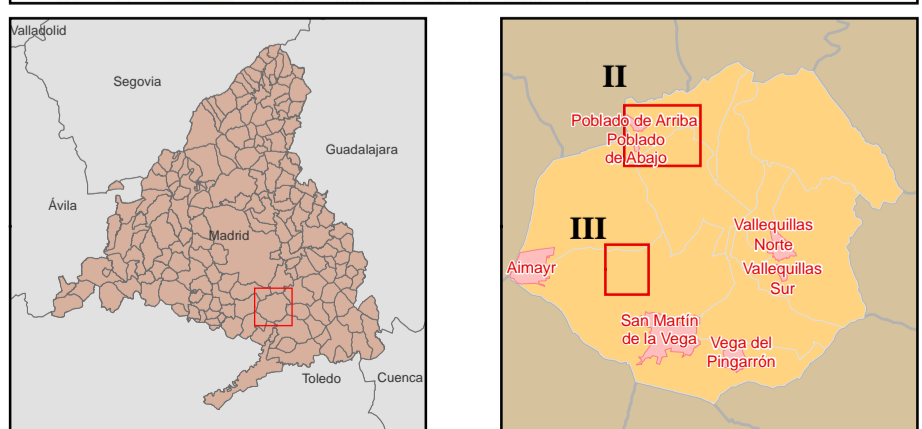 Valladolid
Segovia
Guadalajara
Ávila
Madrid
Toledo
Cuenca
II
Poblado de Arriba
Poblado
de Abajo
III
Vallequillas
Norte
Aimayr
Vallequillas
Sur
San Martín
de la Vega
Vega del
Pingarrón